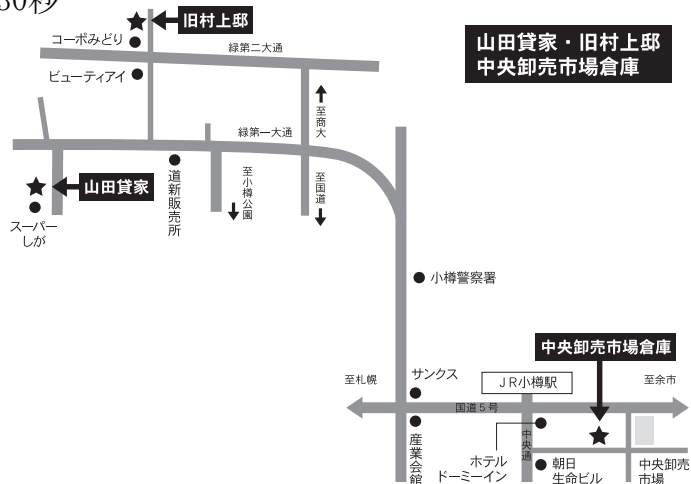 30秒
旧村上邸
コーポみどり
緑第二大通
ビューティアイ
山田貸家・旧村上邸
中央卸売市場倉庫
至商大
緑第一大通
山田貸家
スーパー
しが
道新販売所
至小樽公園
至国道
小樽警察署
中央卸売市場倉庫
至札幌
サンクス
JR小樽駅
至余市
国道5号
産業会館
中央通
ホテル
ドーミーイン
朝日
生命ビル
中央卸売
市場